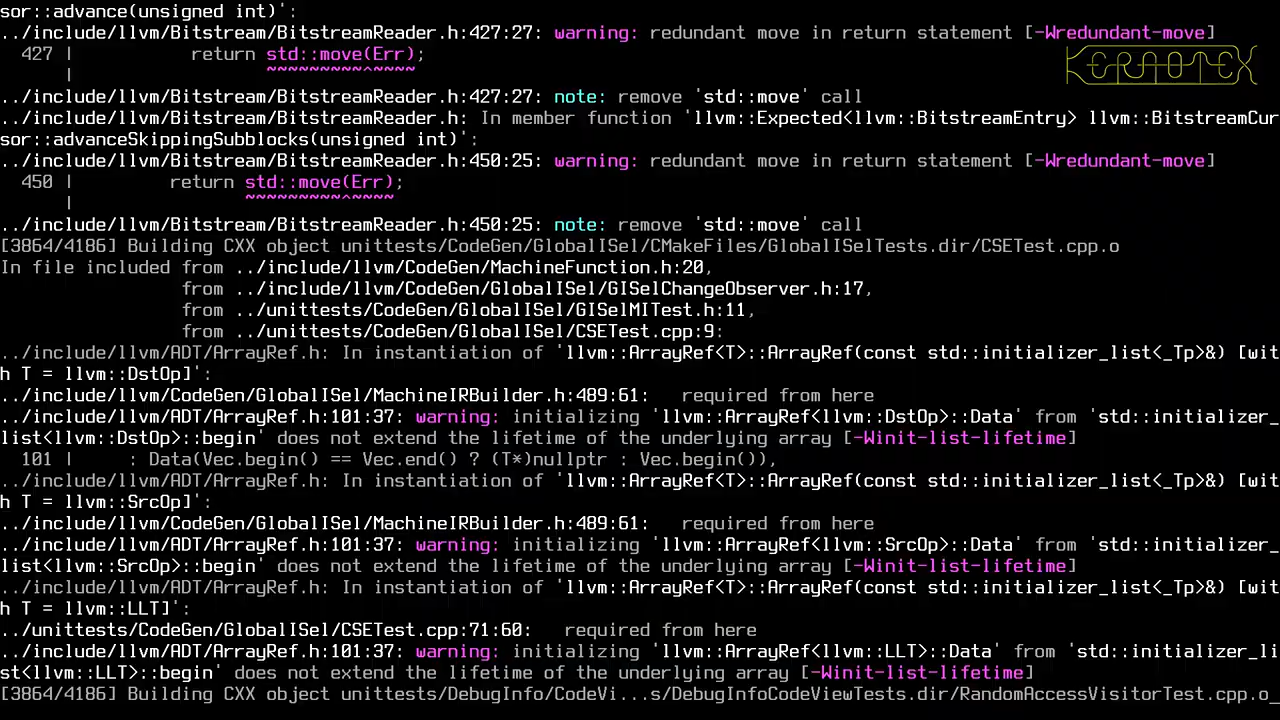 sor::advance(unsigned int)':
../include/llvm/Bitstream/BitstreamReader.h:427:27: warning: redundant move in return statement [-Wredundant-move]
  427 |           return std::move(Err);
      |                  ~~~~~~~~~^~~~~
../include/llvm/Bitstream/BitstreamReader.h:427:27: note: remove 'std::move' call
../include/llvm/Bitstream/BitstreamReader.h: In member function 'llvm::Expected<llvm::BitstreamEntry> llvm::BitstreamCur
sor::advanceSkippingSubblocks(unsigned int)':
../include/llvm/Bitstream/BitstreamReader.h:450:25: warning: redundant move in return statement [-Wredundant-move]
  450 |         return std::move(Err);
      |                ~~~~~~~~~^~~~~
../include/llvm/Bitstream/BitstreamReader.h:450:25: note: remove 'std::move' call
[3864/4186] Building CXX object unittests/CodeGen/GlobalISel/CMakeFiles/GlobalISelTests.dir/CSETest.cpp.o
In file included from ../include/llvm/CodeGen/MachineFunction.h:20,
                 from ../include/llvm/CodeGen/GlobalISel/GISelChangeObserver.h:17,
                 from ../unittests/CodeGen/GlobalISel/GISelMITest.h:11,
                 from ../unittests/CodeGen/GlobalISel/CSETest.cpp:9:
../include/llvm/ADT/ArrayRef.h: In instantiation of 'llvm::ArrayRef<T>::ArrayRef(const std::initializer_list<_Tp>&) [wit
h T = llvm::DstOp]':
../include/llvm/CodeGen/GlobalISel/MachineIRBuilder.h:489:61:   required from here
../include/llvm/ADT/ArrayRef.h:101:37: warning: initializing 'llvm::ArrayRef<llvm::DstOp>::Data' from 'std::initializer_
list<llvm::DstOp>::begin' does not extend the lifetime of the underlying array [-Winit-list-lifetime]
  101 |     : Data(Vec.begin() == Vec.end() ? (T*)nullptr : Vec.begin()),
../include/llvm/ADT/ArrayRef.h: In instantiation of 'llvm::ArrayRef<T>::ArrayRef(const std::initializer_list<_Tp>&) [wit
h T = llvm::SrcOp]':
../include/llvm/CodeGen/GlobalISel/MachineIRBuilder.h:489:61:   required from here
../include/llvm/ADT/ArrayRef.h:101:37: warning: initializing 'llvm::ArrayRef<llvm::SrcOp>::Data' from 'std::initializer_
list<llvm::SrcOp>::begin' does not extend the lifetime of the underlying array [-Winit-list-lifetime]
../include/llvm/ADT/ArrayRef.h: In instantiation of 'llvm::ArrayRef<T>::ArrayRef(const std::initializer_list<_Tp>&) [wit
h T = llvm::LLT]':
../unittests/CodeGen/GlobalISel/CSETest.cpp:71:60:   required from here
../include/llvm/ADT/ArrayRef.h:101:37: warning: initializing 'llvm::ArrayRef<llvm::LLT>::Data' from 'std::initializer_li
st<llvm::LLT>::begin' does not extend the lifetime of the underlying array [-Winit-list-lifetime]
[3864/4186] Building CXX object unittests/DebugInfo/CodeVi...s/DebugInfoCodeViewTests.dir/RandomAccessVisitorTest.cpp.o_